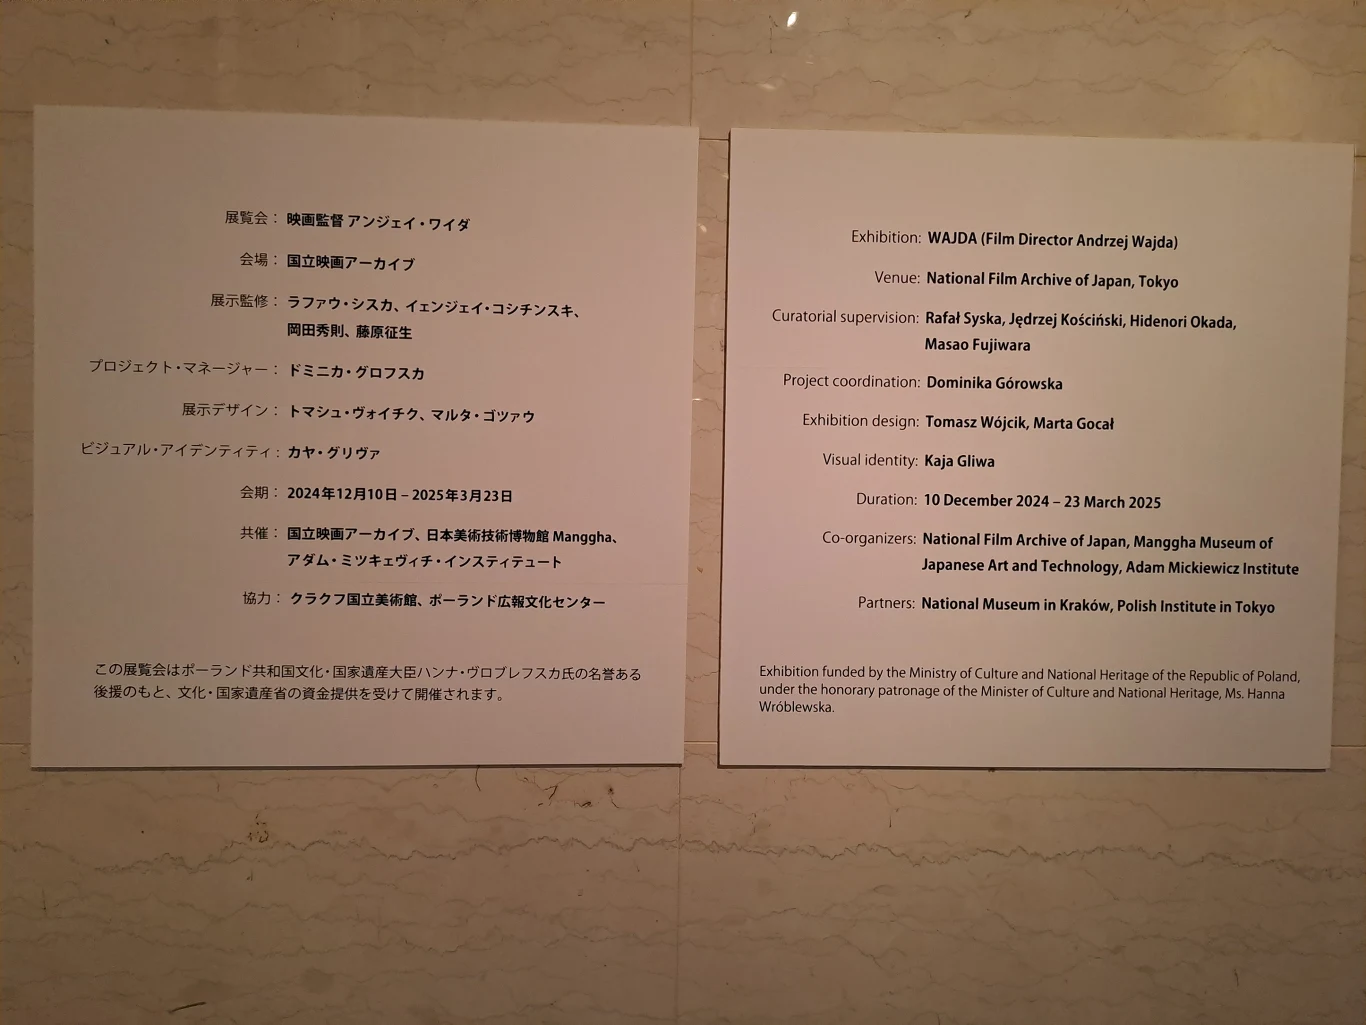 展覧会： 映画監督 アンジェイ・ワイダ
会場： 国立映画アーカイブ
展示監修： ラファウ・シスカ、イェンジェイ・コシチンスキ、
岡田秀則、藤原征生
プロジェクト・マネージャー： ドミニカ・グロフスカ
展示デザイン： トマシュ・ヴォイチク、マルタ・ゴツァウ
ビジュアル・アイデンティティ： カヤ・グリヴァ
会期： 2024年12月10日 – 2025年3月23日
共催： 国立映画アーカイブ、日本美術技術博物館 Manggha、
アダム・ミツキェヴィチ・インスティテュート
協力： クラクフ国立美術館、ポーランド広報文化センター
この展覧会はポーランド共和国文化・国家遺産大臣ハンナ・ヴロブレフスカ氏の名誉ある
後援のもと、文化・国家遺産省の資金提供を受けて開催されます。
Exhibition: WAJDA (Film Director Andrzej Wajda)
Venue: National Film Archive of Japan, Tokyo
Curatorial supervision: Rafał Syska, Jędrzej Kościński, Hidenori Okada,
Masao Fujiwara
Project coordination: Dominika Górowska
Exhibition design: Tomasz Wójcik, Marta Gocał
Visual identity: Kaja Gliwa
Duration: 10 December 2024 – 23 March 2025
Co-organizers: National Film Archive of Japan, Manggha Museum of
Japanese Art and Technology, Adam Mickiewicz Institute
Partners: National Museum in Kraków, Polish Institute in Tokyo
Exhibition funded by the Ministry of Culture and National Heritage of the Republic of Poland,
under the honorary patronage of the Minister of Culture and National Heritage, Ms. Hanna
Wróblewska.